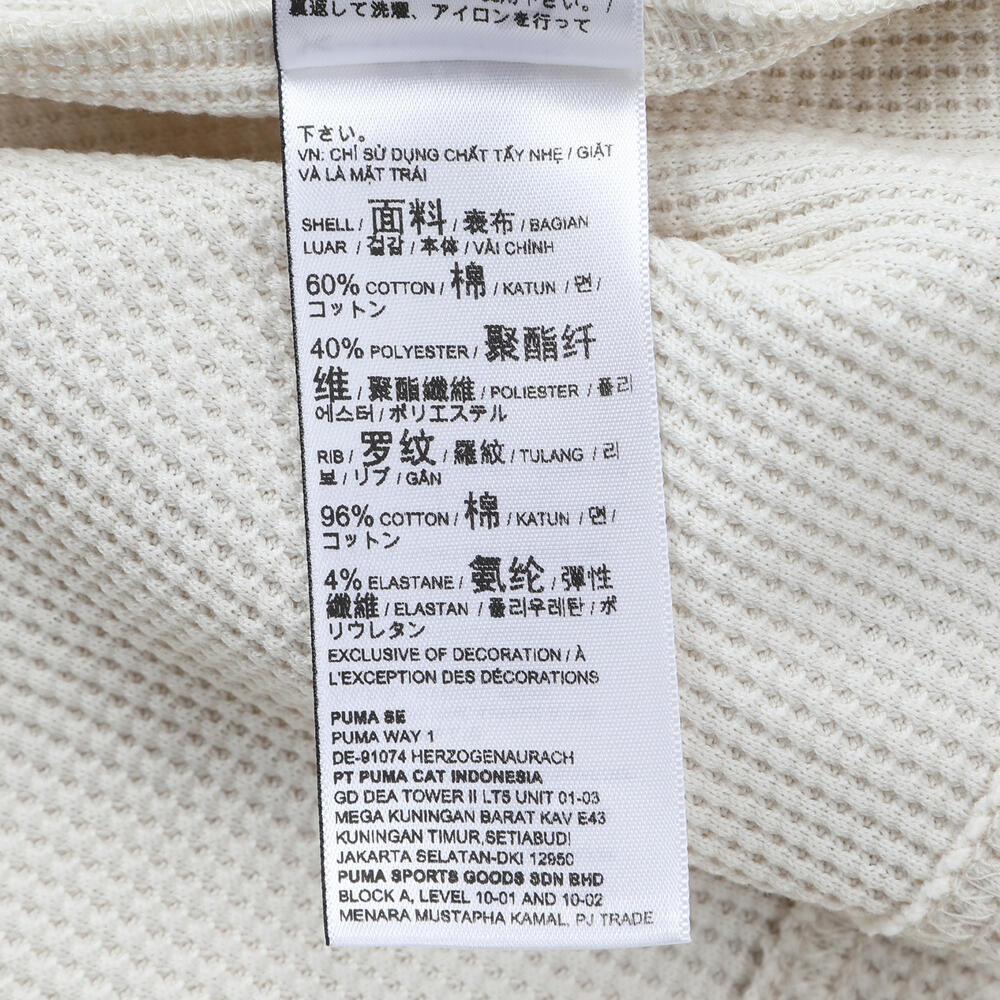 裏返して洗濯、アイロンを行って
下さい。
VN: CHỈ SỬ DỤNG CHẤT TẨY NHẸ / GIẶT
VÀ LÀ MẶT TRÁI
SHELL / 面料 / 表布 / BAGIAN
LUAR / 겉감 / 本体 / VẢI CHÍNH
60% COTTON / 棉 / KATUN / 면 /
コットン
40% POLYESTER / 聚酯纤
维 / 聚酯纖維 / POLIESTER / 폴리
에스터 / ポリエステル
RIB / 罗纹 / 羅紋 / TULANG / 리
브 / リブ / GÂN
96% COTTON / 棉 / KATUN / 면 /
コットン
4% ELASTANE / 氨纶 / 彈性
纖維 / ELASTAN / 폴리우레탄 / ポ
リウレタン
EXCLUSIVE OF DECORATION / À
L'EXCEPTION DES DÉCORATIONS
PUMA SE
PUMA WAY 1
DE-91074 HERZOGENAURACH
PT PUMA CAT INDONESIA
GD DEA TOWER II LT5 UNIT 01-03
MEGA KUNINGAN BARAT KAV E43
KUNINGAN TIMUR,SETIABUDI
JAKARTA SELATAN-DKI 12950
PUMA SPORTS GOODS SDN BHD
BLOCK A, LEVEL 10-01 AND 10-02
MENARA MUSTAPHA KAMAL, PJ TRADE